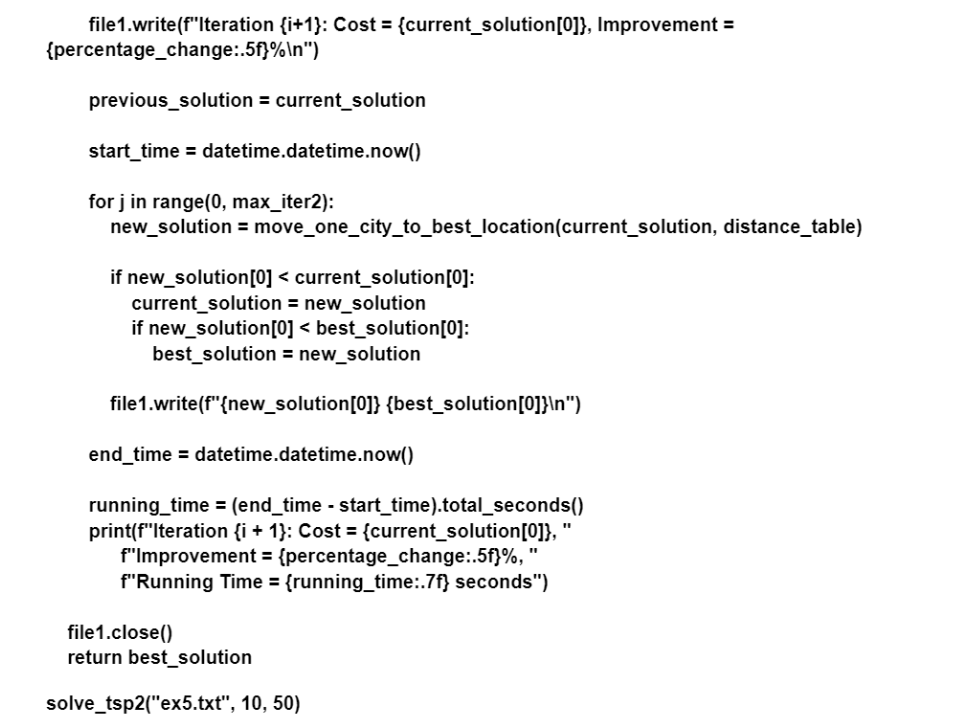 file1.write(f"Iteration {i+1}: Cost = {current_solution[0]}, Improvement =
{percentage_change:.5f}%\n")
previous_solution = current_solution
start_time = datetime.datetime.now()
for j in range(0, max_iter2):
new_solution = move_one_city_to_best_location(current_solution, distance_table)
if new_solution[0] < current_solution[0]:
current_solution = new_solution
if new_solution[0] < best_solution[0]:
best_solution = new_solution
file1.write(f"{new_solution[0]} {best_solution[0]}\n")
end_time = datetime.datetime.now()
running_time = (end_time - start_time).total_seconds()
print(f"Iteration {i + 1}: Cost = {current_solution[0]}, "
f"Improvement = {percentage_change:.5f}%, "
f"Running Time = {running_time:.7f} seconds")
file1.close()
return best_solution
solve_tsp2("ex5.txt", 10, 50)